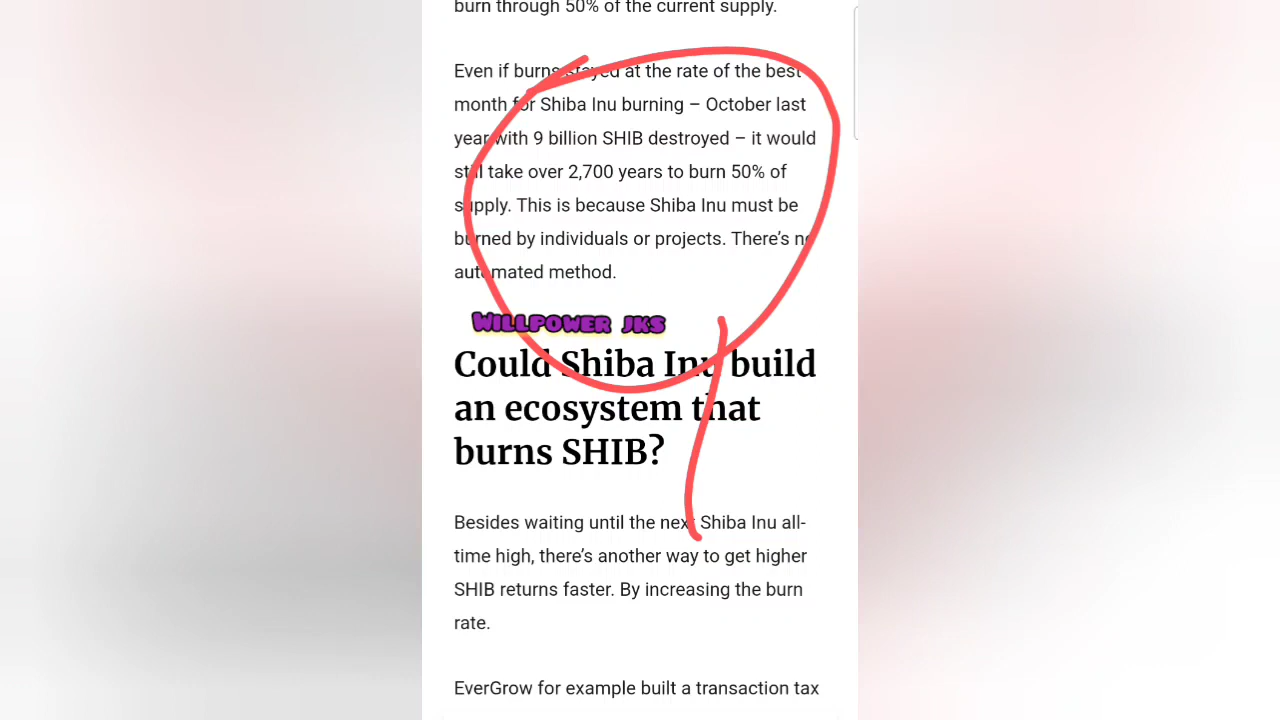 burn through 50% of the current supply.
Even if burns stayed at the rate of the best
month for Shiba Inu burning – October last
year with 9 billion SHIB destroyed – it would
still take over 2,700 years to burn 50% of
supply. This is because Shiba Inu must be
burned by individuals or projects. There's no
automated method.
WILLPOWER JKS
Could Shiba Inu build
an ecosystem that
burns SHIB?
Besides waiting until the next Shiba Inu all-
time high, there's another way to get higher
SHIB returns faster. By increasing the burn
rate.
EverGrow for example built a transaction tax